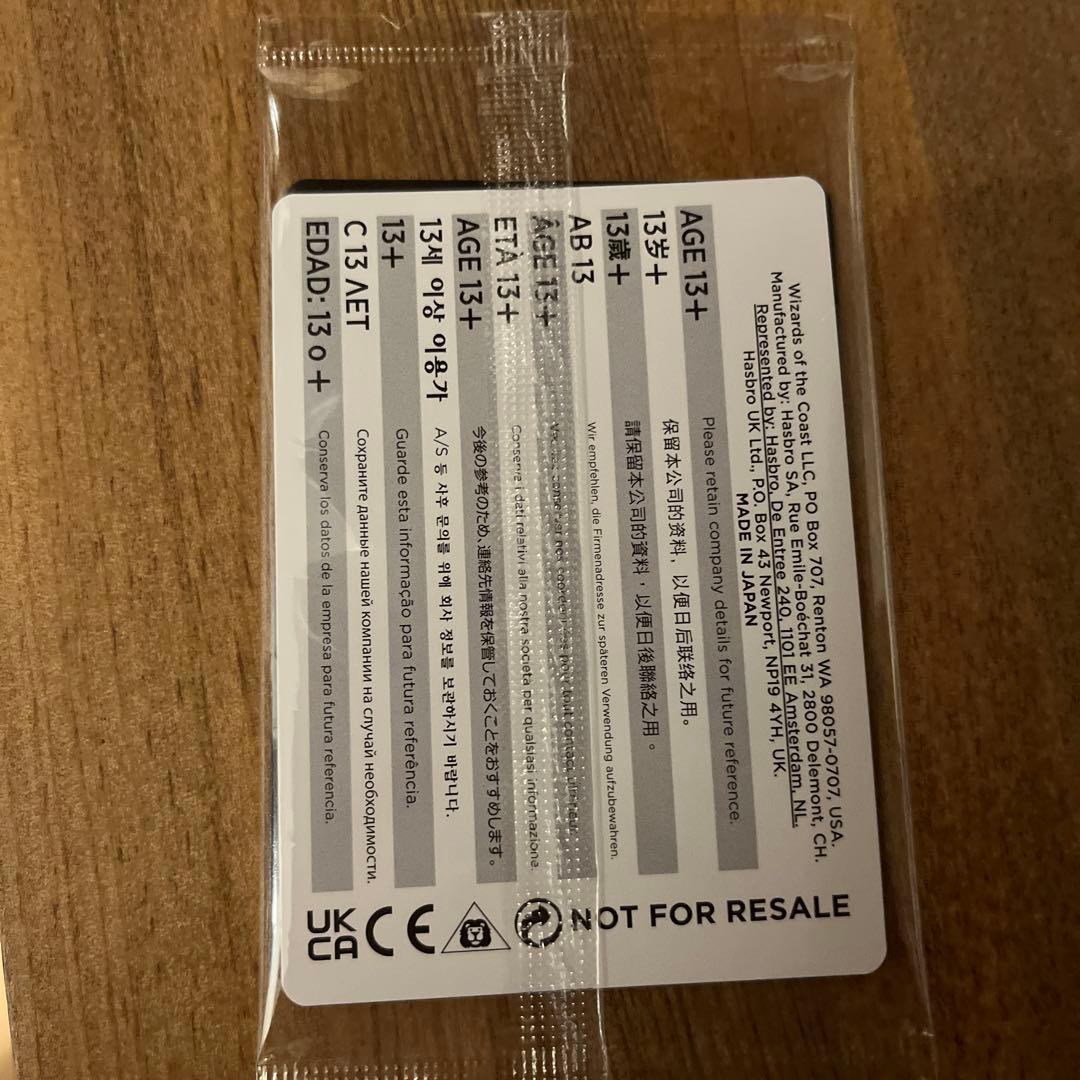 Wizards of the Coast LLC, PO Box 707, Renton WA 98057-0707, USA.
Manufactured by: Hasbro SA, Rue Emile-Boéchat 31, 2800 Delemont, CH.
Represented by: Hasbro, De Entree 240, 1101 EE Amsterdam, NL.
Hasbro UK Ltd., P.O. Box 43 Newport, NP19 4YH, UK.
MADE IN JAPAN
AGE 13+ Please retain company details for future reference.
13岁+ 保留本公司的资料，以便日后联络之用。
13歲+ 請保留本公司的資料，以便日後聯絡之用。
AB 13 Wir empfehlen, die Firmenadresse zur späteren Verwendung aufzubewahren.
ÂGE 13+ conserver nos pour tout contact
ETÀ 13+ Conserva i dati relativi alla nostra società per qualsiasi informazione.
AGE 13+ 今後の参考のため、連絡先情報を保管しておくことをおすすめします。
13세 이상 이용가 A/S 등 사후 문의를 위해 회사 정보를 보관하시기 바랍니다.
13+ Guarde esta informação para futura referência.
С 13 ЛЕТ Сохраните данные нашей компании на случай необходимости.
EDAD: 13 o + Conserva los datos de la empresa para futura referencia.
NOT FOR RESALE
CE
UK
CA